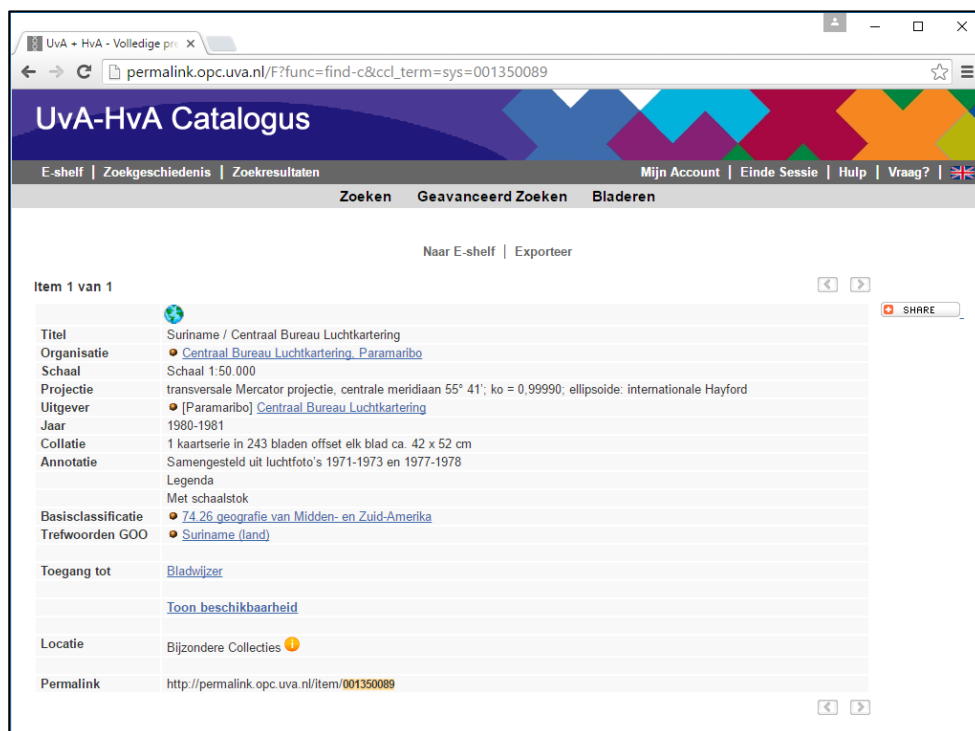 UvA + HvA - Volledige pre
permalink.opc.uva.nl/F?func=find-c&ccl_term=sys=001350089
UvA-HvA Catalogus
E-shelf | Zoekgeschiedenis | Zoekresultaten Mijn Account | Einde Sessie | Hulp | Vraag? |
Zoeken Geavanceerd Zoeken Bladeren
Naar E-shelf | Exporteer
Item 1 van 1
SHARE
Titel Suriname / Centraal Bureau Luchtkartering
Organisatie Centraal Bureau Luchtkartering, Paramaribo
Schaal Schaal 1:50.000
Projectie transversale Mercator projectie, centrale meridiaan 55° 41'; ko = 0,99990; ellipsoide: internationale Hayford
Uitgever [Paramaribo] Centraal Bureau Luchtkartering
Jaar 1980-1981
Collatie 1 kaartserie in 243 bladen offset elk blad ca. 42 x 52 cm
Annotatie Samengesteld uit luchtfoto's 1971-1973 en 1977-1978
Legenda
Met schaalstok
Basisclassificatie 74.26 geografie van Midden- en Zuid-Amerika
Trefwoorden GOO Suriname (land)
Toegang tot Bladwijzer
Toon beschikbaarheid
Locatie Bijzondere Collecties
Permalink http://permalink.opc.uva.nl/item/001350089